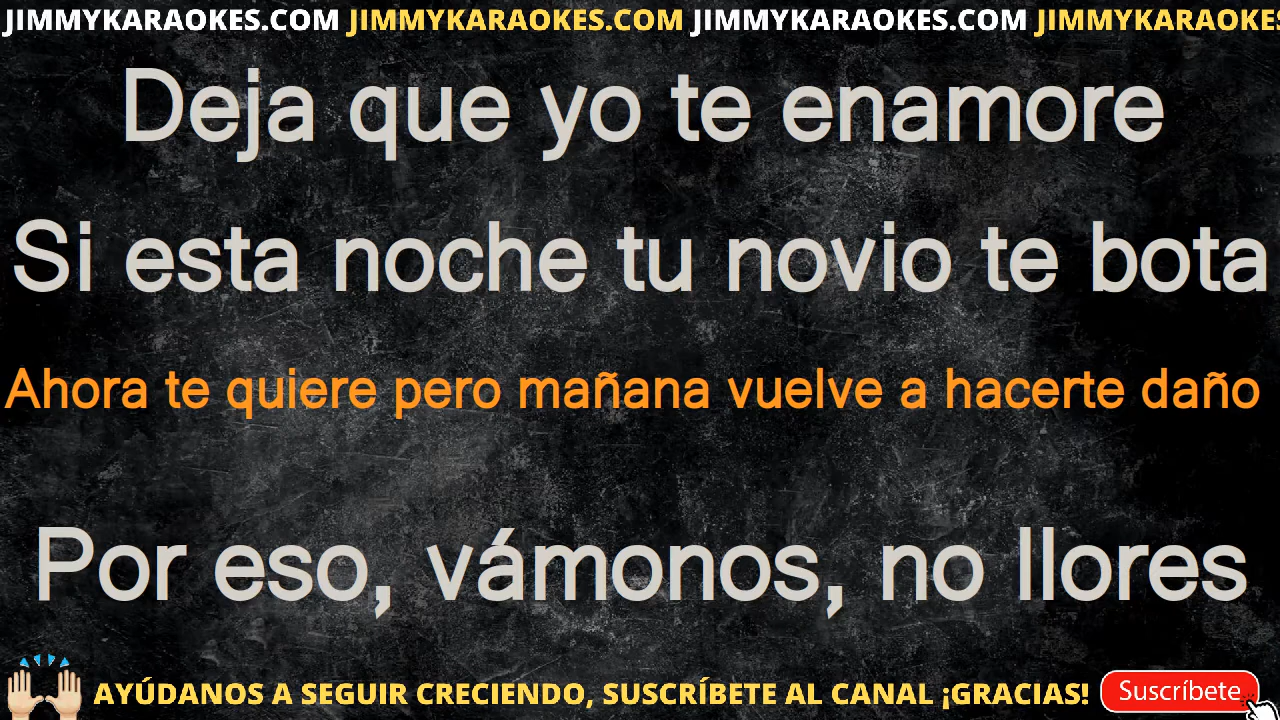 JIMMYKARAOKES.COM JIMMYKARAOKES.COM JIMMYKARAOKES.COM JIMMYKARAOKES
Deja que yo te enamore
Si esta noche tu novio te bota
Ahora te quiere pero mañana vuelve a hacerte daño
Por eso, vámonos, no llores
AYÚDANOS A SEGUIR CRECIENDO, SUSCRÍBETE AL CANAL ¡GRACIAS! Suscríbete